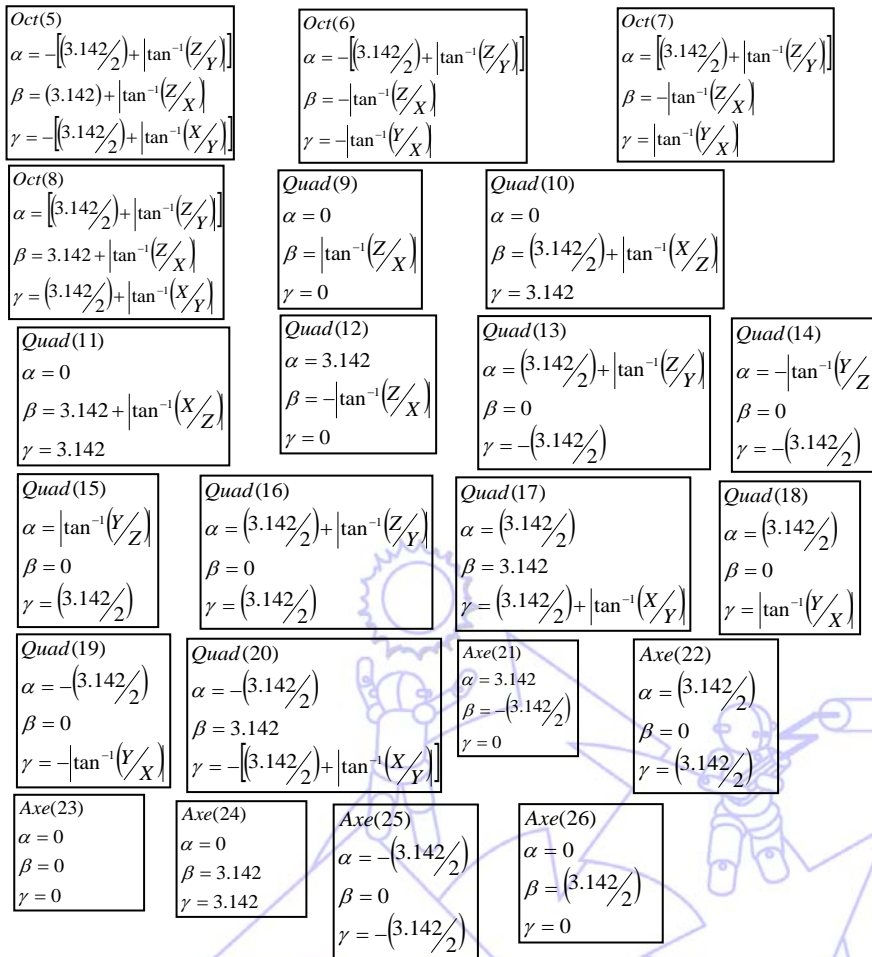 Oct(5)
α = −[(3.142/2) + |tan⁻¹(Z/Y)|]
β = (3.142) + |tan⁻¹(Z/X)|
γ = −[(3.142/2) + |tan⁻¹(X/Y)|]
Oct(6)
α = −[(3.142/2) + |tan⁻¹(Z/Y)|]
β = −|tan⁻¹(Z/X)|
γ = −|tan⁻¹(Y/X)|
Oct(7)
α = [(3.142/2) + |tan⁻¹(Z/Y)|]
β = −|tan⁻¹(Z/X)|
γ = |tan⁻¹(Y/X)|
Oct(8)
α = [(3.142/2) + |tan⁻¹(Z/Y)|]
β = 3.142 + |tan⁻¹(Z/X)|
γ = (3.142/2) + |tan⁻¹(X/Y)|
Quad(9)
α = 0
β = |tan⁻¹(Z/X)|
γ = 0
Quad(10)
α = 0
β = (3.142/2) + |tan⁻¹(X/Z)|
γ = 3.142
Quad(11)
α = 0
β = 3.142 + |tan⁻¹(X/Z)|
γ = 3.142
Quad(12)
α = 3.142
β = −|tan⁻¹(Z/X)|
γ = 0
Quad(13)
α = (3.142/2) + |tan⁻¹(Z/Y)|
β = 0
γ = −(3.142/2)
Quad(14)
α = −|tan⁻¹(Y/Z
β = 0
γ = −(3.142/2)
Quad(15)
α = |tan⁻¹(Y/Z)|
β = 0
γ = (3.142/2)
Quad(16)
α = (3.142/2) + |tan⁻¹(Z/Y)|
β = 0
γ = (3.142/2)
Quad(17)
α = (3.142/2)
β = 3.142
γ = (3.142/2) + |tan⁻¹(X/Y)|
Quad(18)
α = (3.142/2)
β = 0
γ = |tan⁻¹(Y/X)|
Quad(19)
α = −(3.142/2)
β = 0
γ = −|tan⁻¹(Y/X)|
Quad(20)
α = −(3.142/2)
β = 3.142
γ = −[(3.142/2) + |tan⁻¹(X/Y)|]
Axe(21)
α = 3.142
β = −(3.142/2)
γ = 0
Axe(22)
α = (3.142/2)
β = 0
γ = (3.142/2)
Axe(23)
α = 0
β = 0
γ = 0
Axe(24)
α = 0
β = 3.142
γ = 3.142
Axe(25)
α = −(3.142/2)
β = 0
γ = −(3.142/2)
Axe(26)
α = 0
β = (3.142/2)
γ = 0